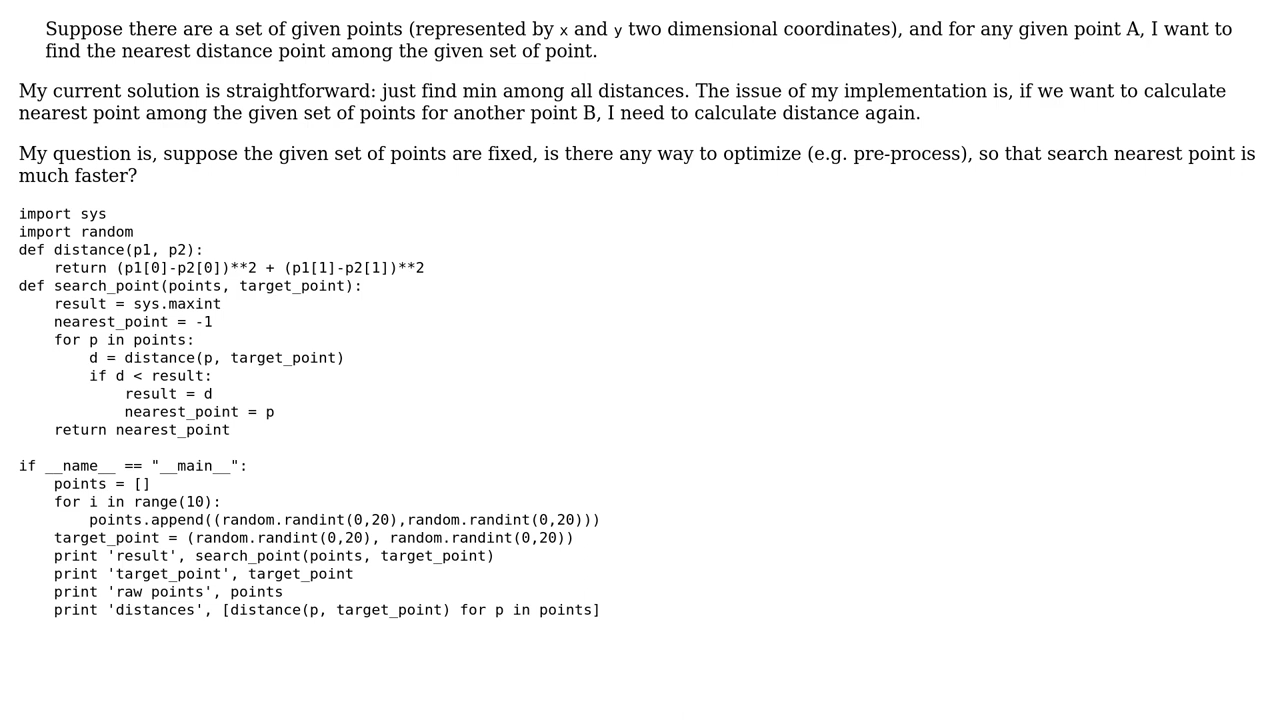 Suppose there are a set of given points (represented by x and y two dimensional coordinates), and for any given point A, I want to
find the nearest distance point among the given set of point.
My current solution is straightforward: just find min among all distances. The issue of my implementation is, if we want to calculate
nearest point among the given set of points for another point B, I need to calculate distance again.
My question is, suppose the given set of points are fixed, is there any way to optimize (e.g. pre-process), so that search nearest point is
much faster?
import sys
import random
def distance(p1, p2):
    return (p1[0]-p2[0])**2 + (p1[1]-p2[1])**2
def search_point(points, target_point):
    result = sys.maxint
    nearest_point = -1
    for p in points:
        d = distance(p, target_point)
        if d < result:
            result = d
            nearest_point = p
    return nearest_point

if __name__ == "__main__":
    points = []
    for i in range(10):
        points.append((random.randint(0,20),random.randint(0,20)))
    target_point = (random.randint(0,20), random.randint(0,20))
    print 'result', search_point(points, target_point)
    print 'target_point', target_point
    print 'raw points', points
    print 'distances', [distance(p, target_point) for p in points]